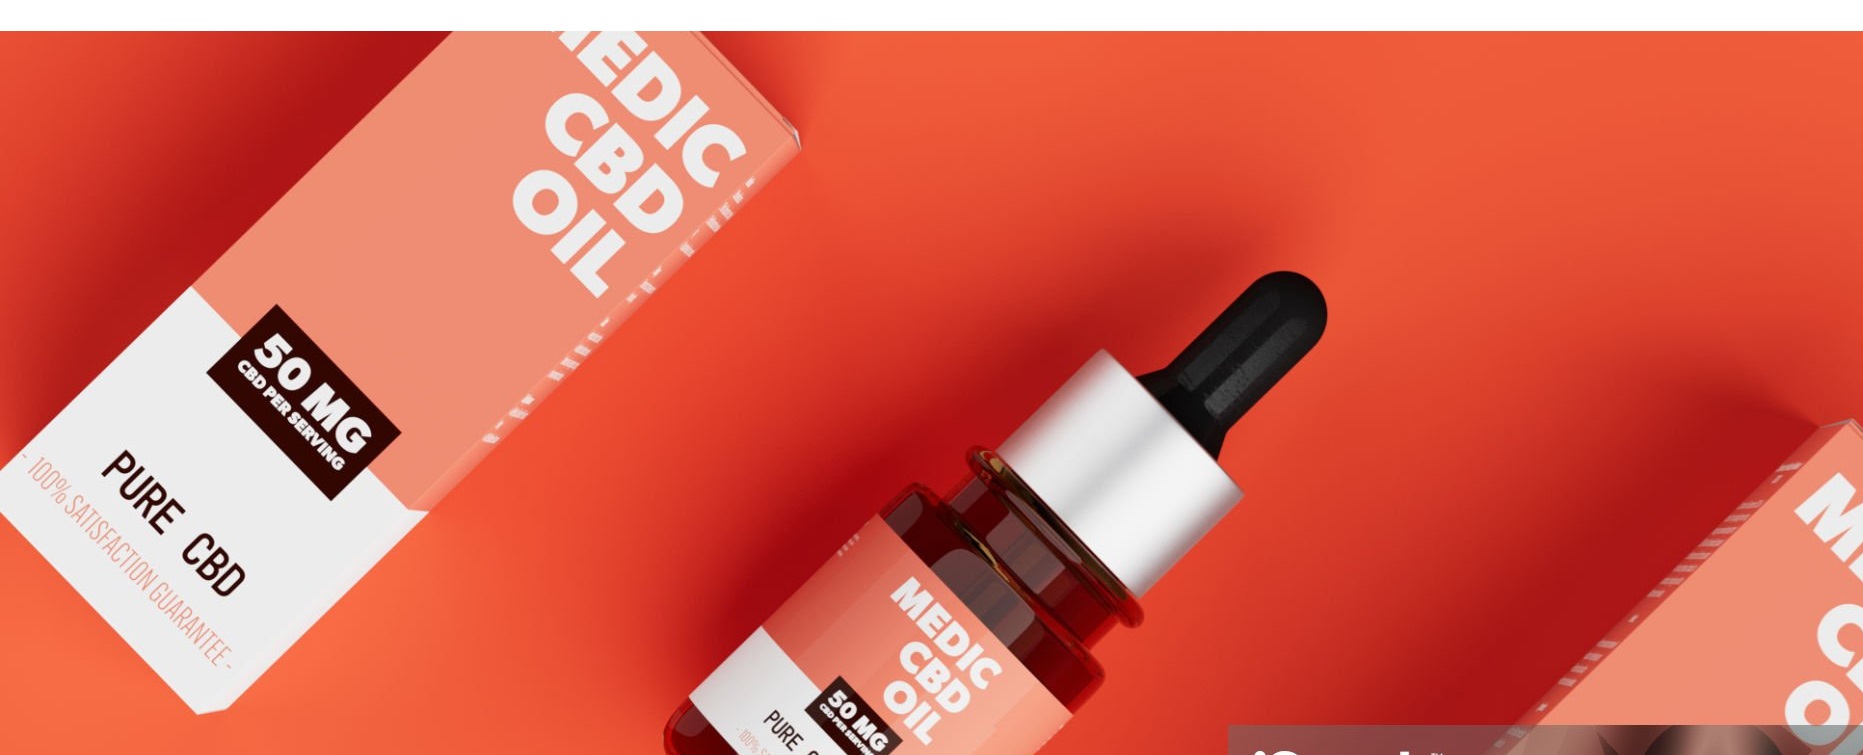 MEDIC
CBD
OIL
50 MG
CBD PER SERVING
PURE CBD
- 100% SATISFACTION GUARANTEE -
MEDIC
CBD
OIL
50 MG
CBD PER SERVING
PURE